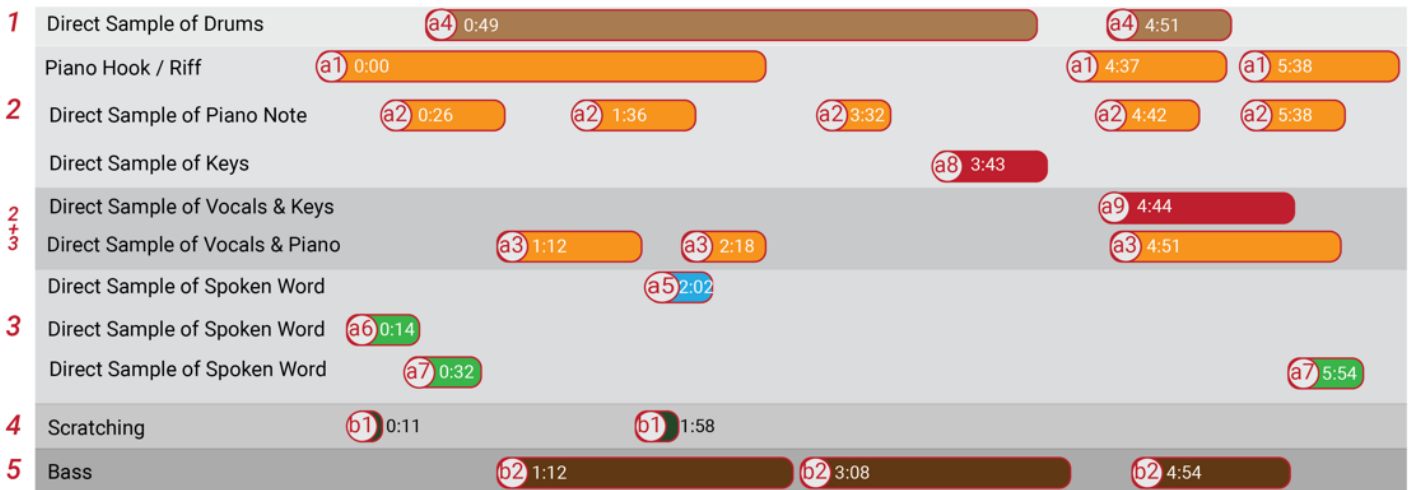 1 Direct Sample of Drums a4 0:49 a4 4:51
Piano Hook / Riff a1 0:00 a1 4:37 a1 5:38
2 Direct Sample of Piano Note a2 0:26 a2 1:36 a2 3:32 a2 4:42 a2 5:38
Direct Sample of Keys a8 3:43
2+3 Direct Sample of Vocals & Keys a9 4:44
Direct Sample of Vocals & Piano a3 1:12 a3 2:18 a3 4:51
Direct Sample of Spoken Word a5 2:02
3 Direct Sample of Spoken Word a6 0:14
Direct Sample of Spoken Word a7 0:32 a7 5:54
4 Scratching b1 0:11 b1 1:58
5 Bass b2 1:12 b2 3:08 b2 4:54